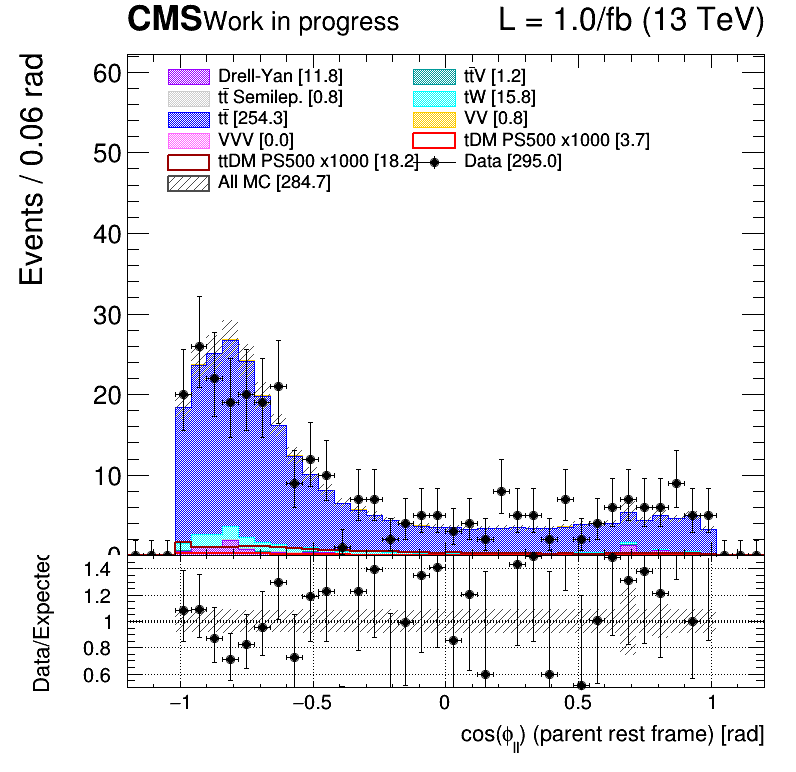 CMS Work in progress L = 1.0/fb (13 TeV)
Drell-Yan [11.8] tt̄V [1.2]
tt̄ Semilep. [0.8] tW [15.8]
tt̄ [254.3] VV [0.8]
VVV [0.0] tDM PS500 x1000 [3.7]
ttDM PS500 x1000 [18.2] Data [295.0]
All MC [284.7]
Events / 0.06 rad
60
50
40
30
20
10
0
Data/Expected
1.4
1.2
1
0.8
0.6
−1 −0.5 0 0.5 1
cos(ϕll) (parent rest frame) [rad]